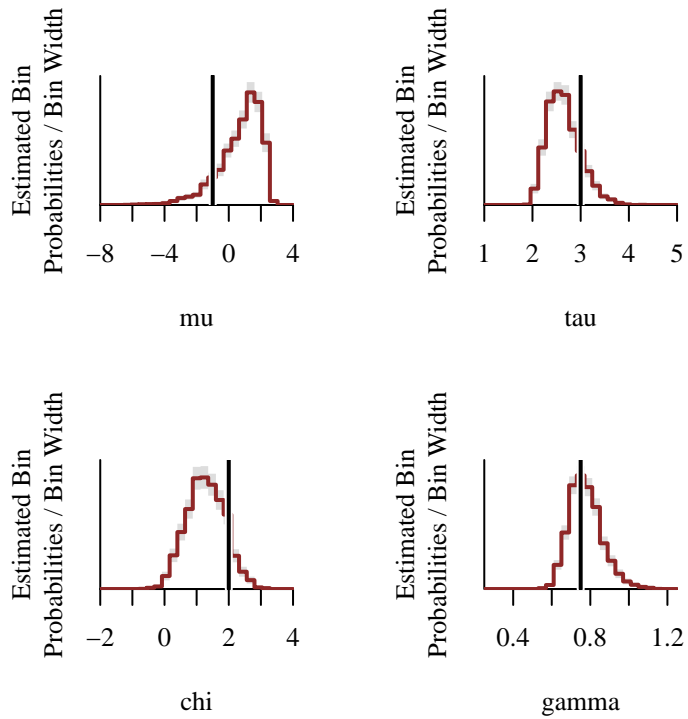 Estimated Bin
Probabilities / Bin Width
−8 −4 0 4
mu
Estimated Bin
Probabilities / Bin Width
1 2 3 4 5
tau
Estimated Bin
Probabilities / Bin Width
−2 0 2 4
chi
Estimated Bin
Probabilities / Bin Width
0.4 0.8 1.2
gamma